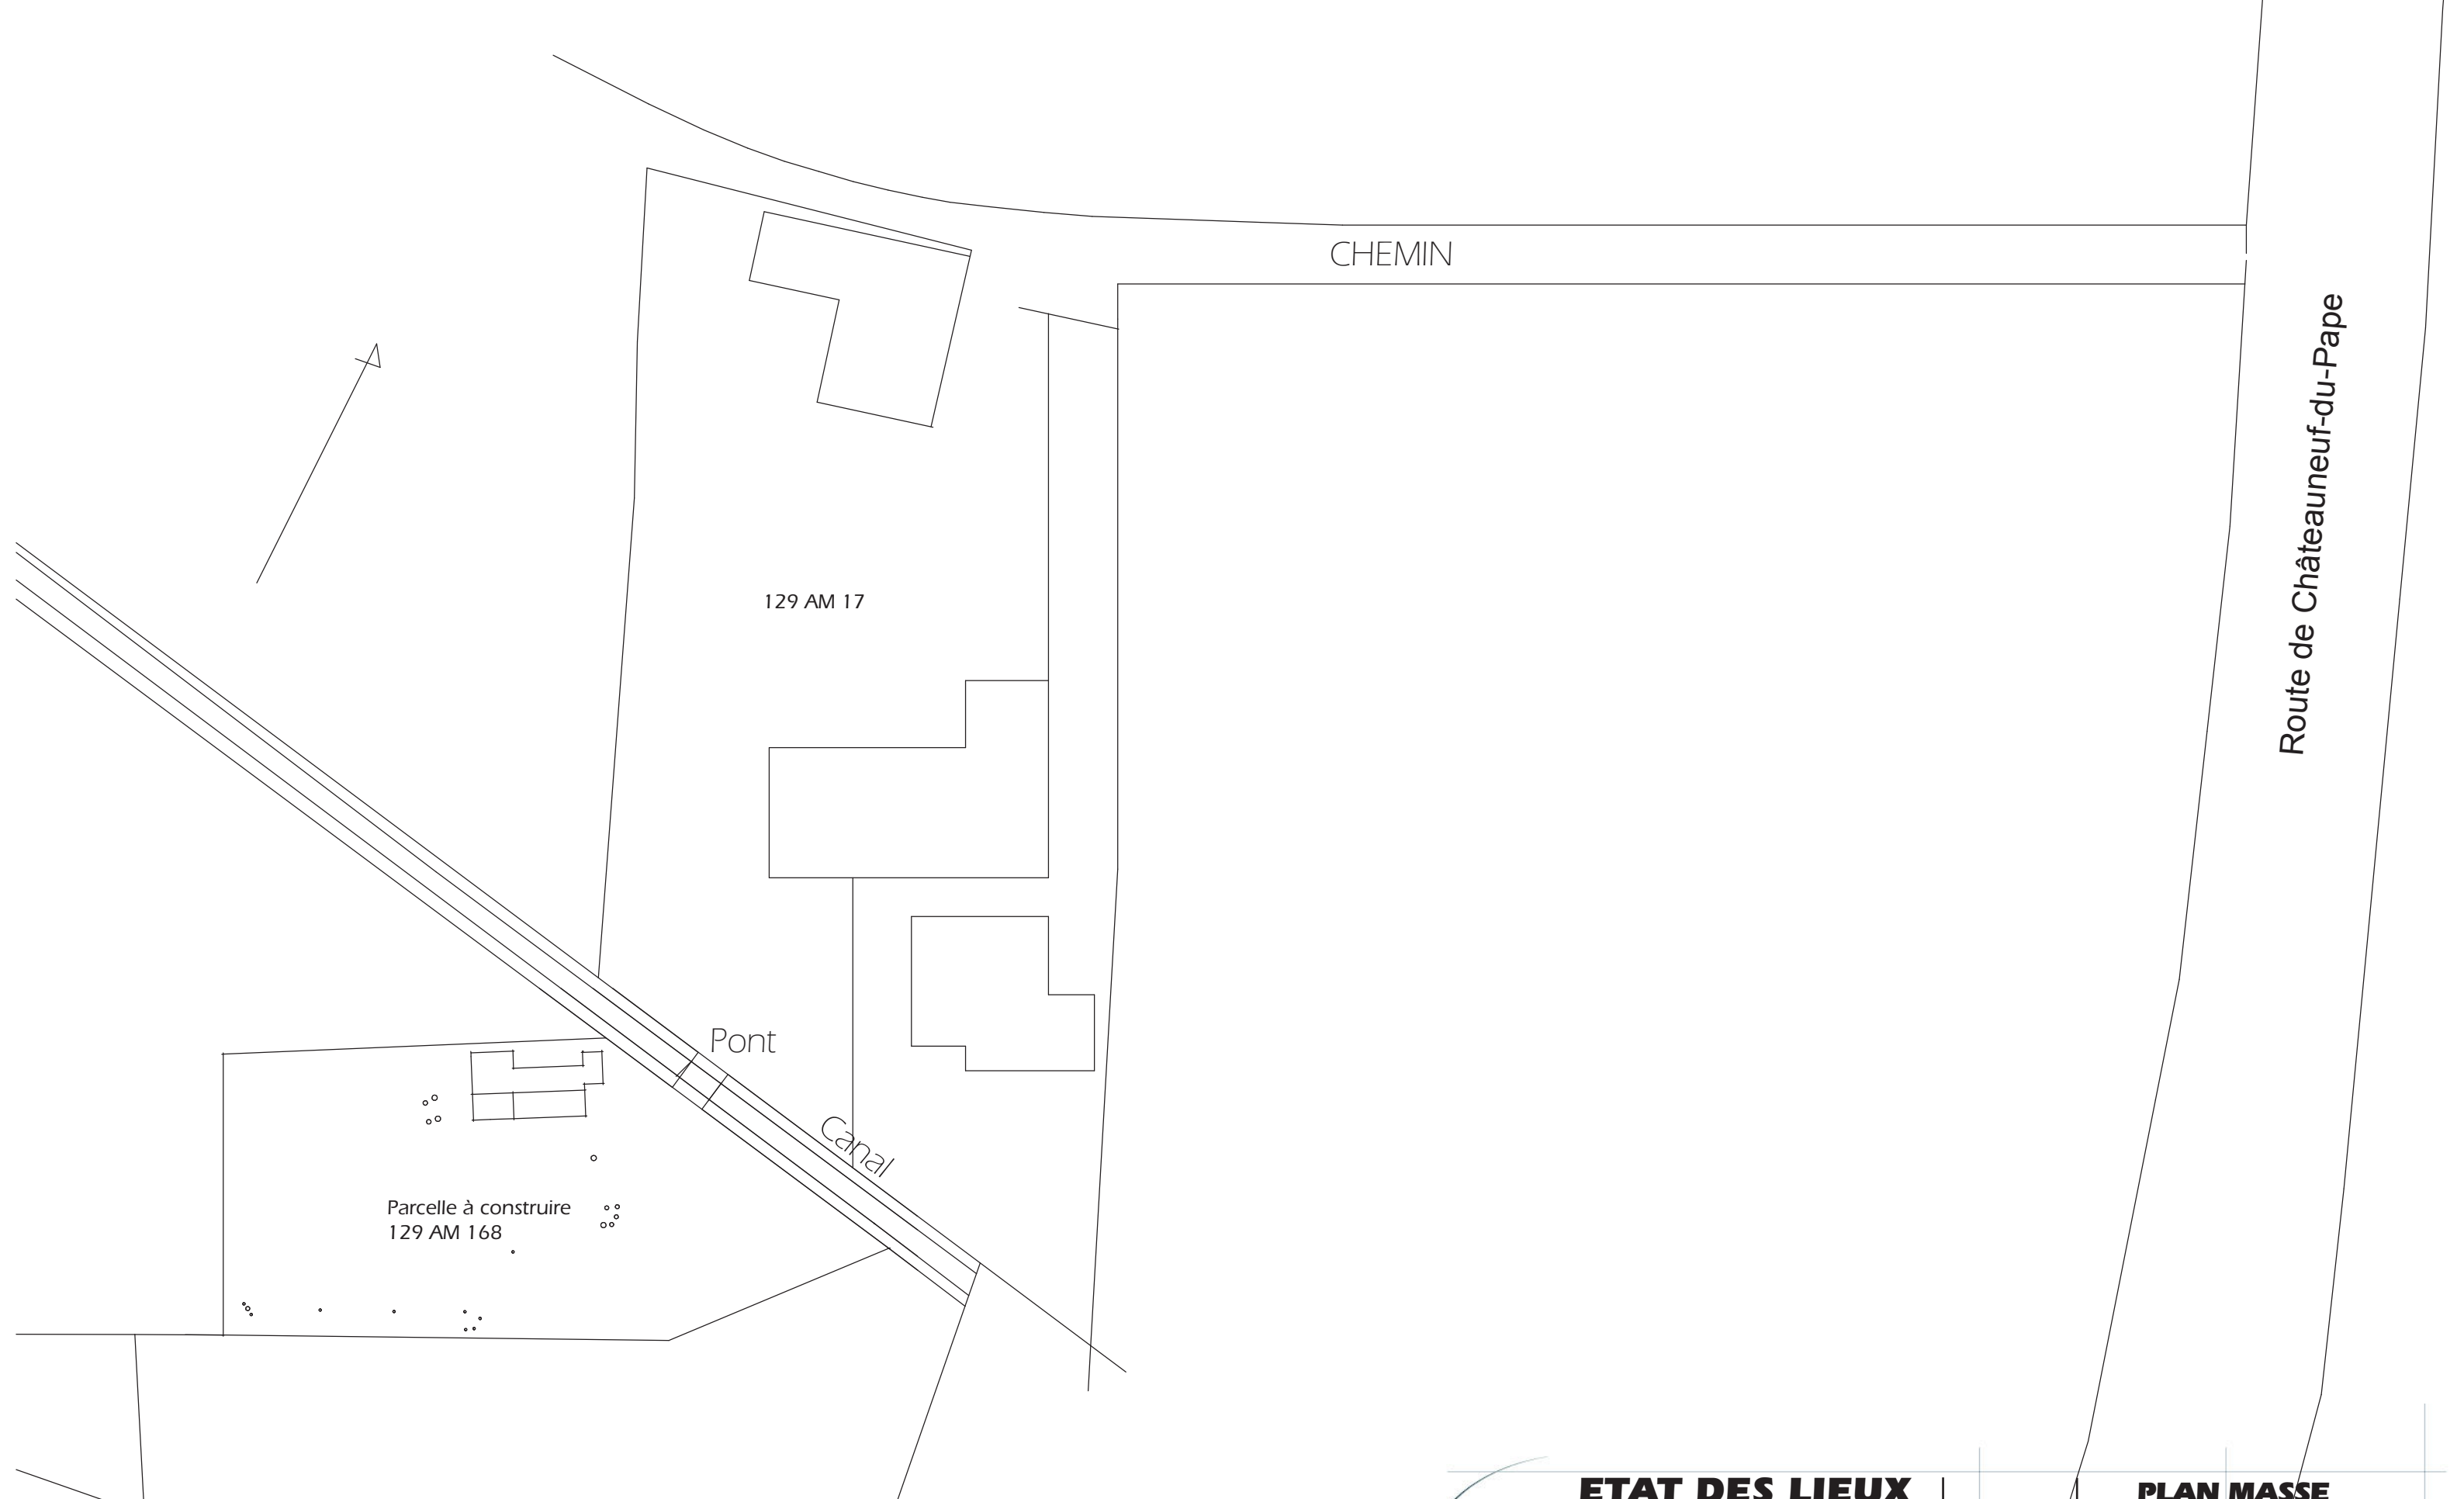 CHEMIN
Route de Châteauneuf-du-Pape
129 AM 17
Pont
Canal
Parcelle à construire
129 AM 168
ETAT DES LIEUX
PLAN MASSE